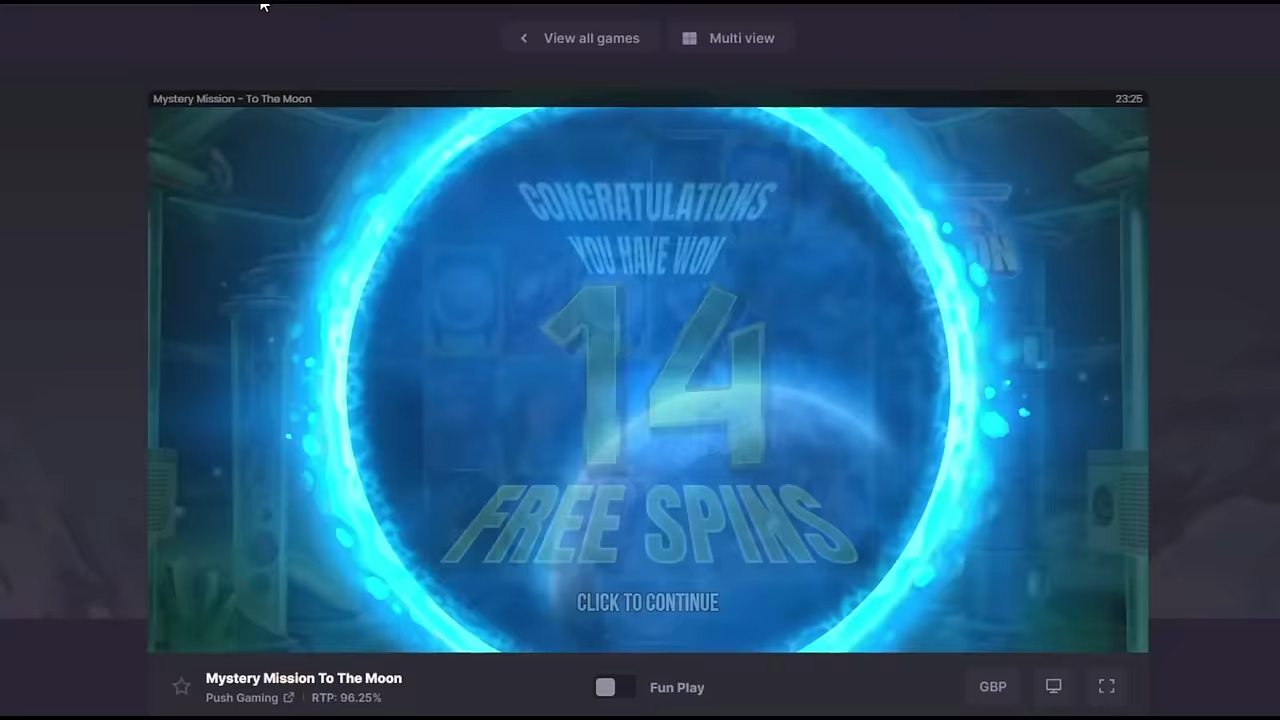 View all games
Multi view
Mystery Mission - To The Moon
23:25
CONGRATULATIONS
YOU HAVE WON
14
FREE SPINS
CLICK TO CONTINUE
Mystery Mission To The Moon
Push Gaming
RTP: 96.25%
Fun Play
GBP